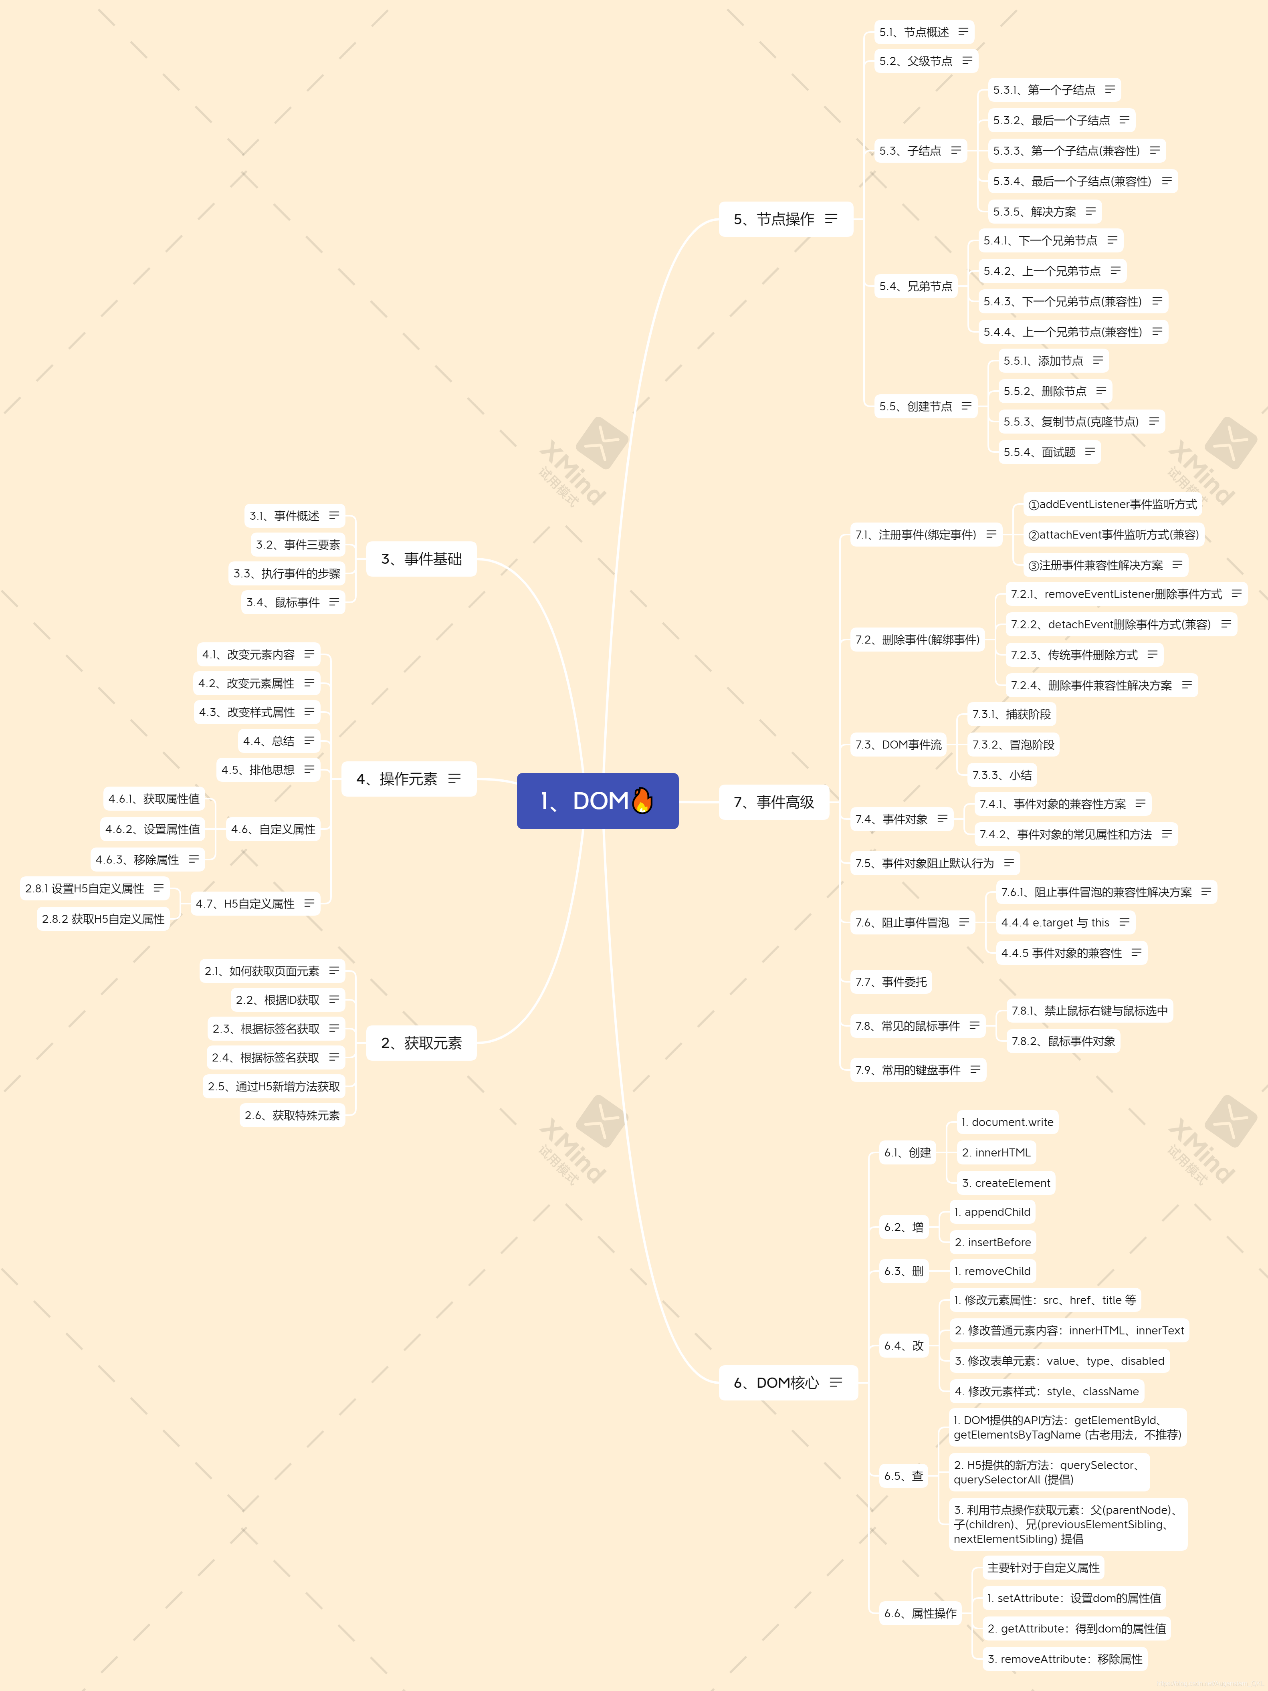 1、DOM
2、获取元素
2.1、如何获取页面元素
2.2、根据ID获取
2.3、根据标签名获取
2.4、根据标签名获取
2.5、通过H5新增方法获取
2.6、获取特殊元素
3、事件基础
3.1、事件概述
3.2、事件三要素
3.3、执行事件的步骤
3.4、鼠标事件
4、操作元素
4.1、改变元素内容
4.2、改变元素属性
4.3、改变样式属性
4.4、总结
4.5、排他思想
4.6、自定义属性
4.6.1、获取属性值
4.6.2、设置属性值
4.6.3、移除属性
4.7、H5自定义属性
2.8.1 设置H5自定义属性
2.8.2 获取H5自定义属性
5、节点操作
5.1、节点概述
5.2、父级节点
5.3、子结点
5.3.1、第一个子结点
5.3.2、最后一个子结点
5.3.3、第一个子结点(兼容性)
5.3.4、最后一个子结点(兼容性)
5.3.5、解决方案
5.4、兄弟节点
5.4.1、下一个兄弟节点
5.4.2、上一个兄弟节点
5.4.3、下一个兄弟节点(兼容性)
5.4.4、上一个兄弟节点(兼容性)
5.5、创建节点
5.5.1、添加节点
5.5.2、删除节点
5.5.3、复制节点(克隆节点)
5.5.4、面试题
7、事件高级
7.1、注册事件(绑定事件)
①addEventListener事件监听方式
②attachEvent事件监听方式(兼容)
③注册事件兼容性解决方案
7.2、删除事件(解绑事件)
7.2.1、removeEventListener删除事件方式
7.2.2、detachEvent删除事件方式(兼容)
7.2.3、传统事件删除方式
7.2.4、删除事件兼容性解决方案
7.3、DOM事件流
7.3.1、捕获阶段
7.3.2、冒泡阶段
7.3.3、小结
7.4、事件对象
7.4.1、事件对象的兼容性方案
7.4.2、事件对象的常见属性和方法
7.5、事件对象阻止默认行为
7.6、阻止事件冒泡
7.6.1、阻止事件冒泡的兼容性解决方案
4.4.4 e.target 与 this
4.4.5 事件对象的兼容性
7.7、事件委托
7.8、常见的鼠标事件
7.8.1、禁止鼠标右键与鼠标选中
7.8.2、鼠标事件对象
7.9、常用的键盘事件
6、DOM核心
6.1、创建
1. document.write
2. innerHTML
3. createElement
6.2、增
1. appendChild
2. insertBefore
6.3、删
1. removeChild
6.4、改
1. 修改元素属性：src、href、title 等
2. 修改普通元素内容：innerHTML、innerText
3. 修改表单元素：value、type、disabled
4. 修改元素样式：style、className
6.5、查
1. DOM提供的API方法：getElementById、
getElementsByTagName (古老用法，不推荐)
2. H5提供的新方法：querySelector、
querySelectorAll (提倡)
3. 利用节点操作获取元素：父(parentNode)、
子(children)、兄(previousElementSibling、
nextElementSibling) 提倡
6.6、属性操作
主要针对于自定义属性
1. setAttribute：设置dom的属性值
2. getAttribute：得到dom的属性值
3. removeAttribute：移除属性
XMind
试用模式
XMind
试用模式
XMind
试用模式
XMind
试用模式